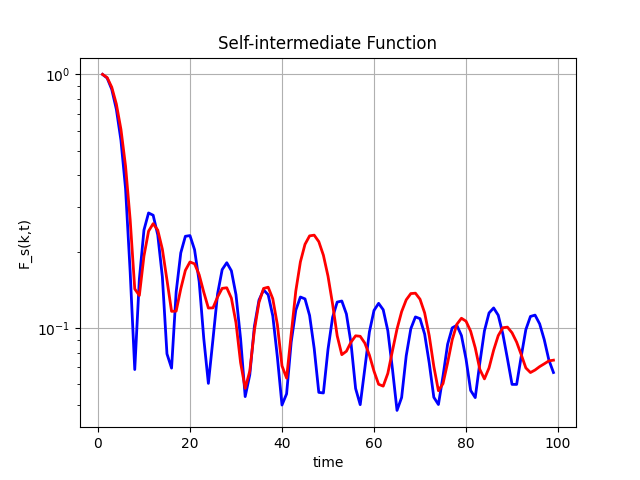 Self-intermediate Function
10⁰
10⁻¹
F_s(k,t)
0 20 40 60 80 100
time